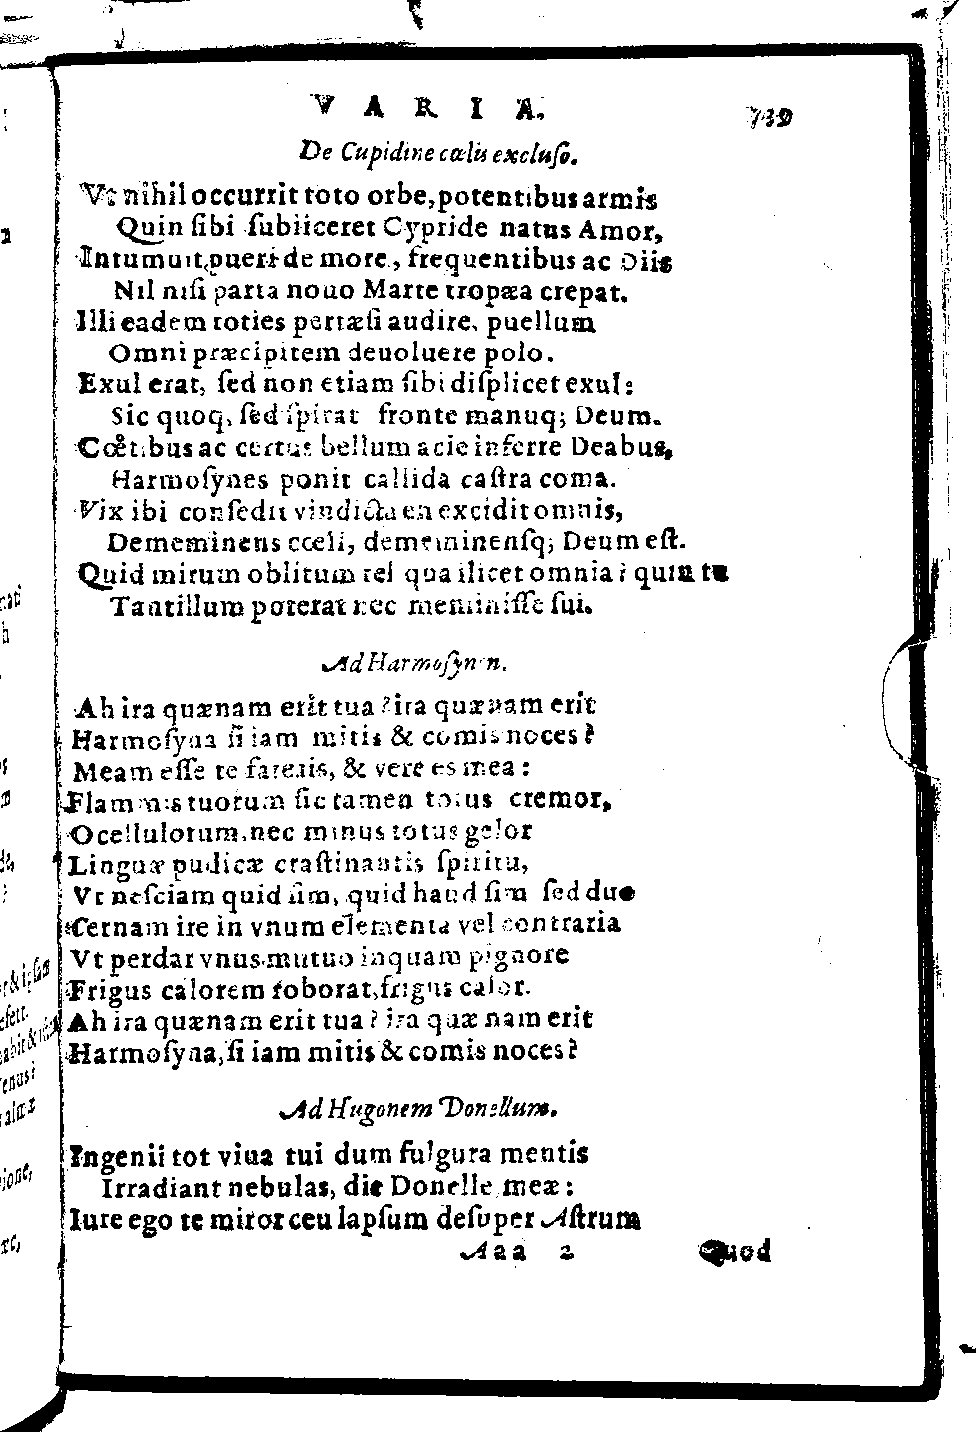 VARIA. 739
De Cupidine cœlis excluso.
Vt nihil occurrit toto orbe, potentibus armis
Quin sibi subiiceret Cypride natus Amor,
Intumuit, pueri de more, frequentibus ac Diis
Nil nisi parta nouo Marte tropæa crepat.
Illi eadem toties pertæsi audire, puellum
Omni præcipitem deuoluere polo.
Exul erat, sed non etiam sibi displicet exul:
Sic quoq, sed spirat fronte manuq; Deum.
Cœtibus ac certus bellum acie inferre Deabus,
Harmosynes ponit callida castra coma.
Vix ibi consedit vindicta en excidit omnis,
Dememinens cœli, dememinensq; Deum est.
Quid mirum oblitum rei qua ilicet omnia? quin tu
Tantillum poterat nec meminisse sui.
Ad Harmosynen.
Ah ira quænam erit tua? ira quænam erit
Harmosyna si iam mitis & comis noces?
Meam esse te fatearis, & vere es mea:
Flammis tuorum sic tamen totus cremor,
Ocellulorum, nec minus totus gelor
Linguæ pudicæ crastinantis spiritu,
Vt nesciam quid sim, quid haud sim sed duo
Cernam ire in vnum elementa vel contraria
Vt perdar vnus. mutuo inquam pignore
Frigus calorem roborat, frigus calor.
Ah ira quænam erit tua? ira quæ nam erit
Harmosyna, si iam mitis & comis noces?
Ad Hugonem Donellum.
Ingenii tot viua tui dum fulgura mentis
Irradiant nebulas, die Donelle meæ:
Iure ego te miror ceu lapsum desuper Astrum
Aaa 2 Quod